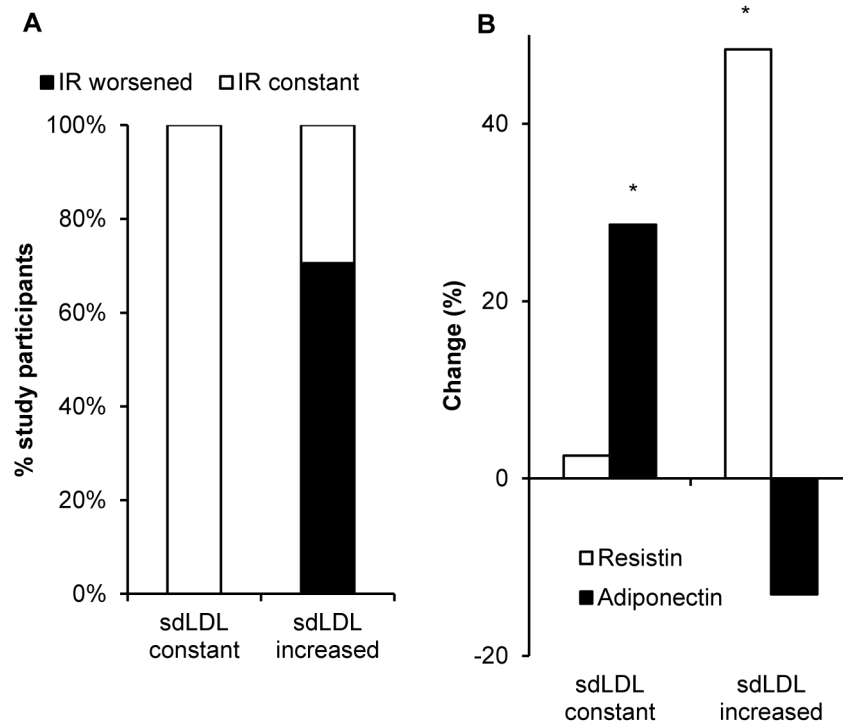 A
IR worsened IR constant
100%
80%
60%
40%
20%
0%
% study participants
sdLDL
constant
sdLDL
increased
B
*
*
40
20
0
-20
Change (%)
Resistin
Adiponectin
sdLDL
constant
sdLDL
increased